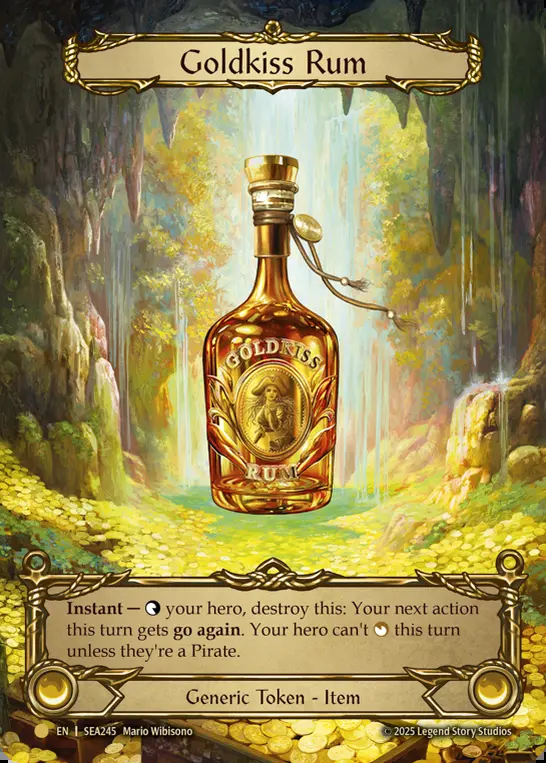 Goldkiss Rum
GOLDKISS
RUM
Instant — your hero, destroy this: Your next action
this turn gets go again. Your hero can't this turn
unless they're a Pirate.
Generic Token - Item
EN | SEA245 Mario Wibisono © 2025 Legend Story Studios